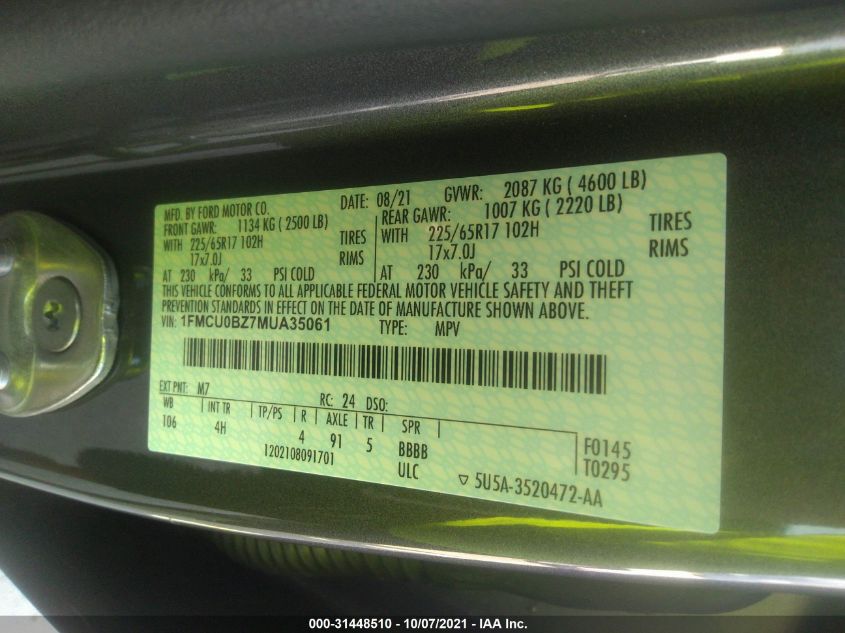 MFD. BY FORD MOTOR CO. DATE: 08/21 GVWR: 2087 KG ( 4600 LB)
FRONT GAWR: 1134 KG ( 2500 LB) REAR GAWR: 1007 KG ( 2220 LB)
WITH 225/65R17 102H TIRES WITH 225/65R17 102H TIRES
17x7.0J RIMS 17x7.0J RIMS
AT 230 kPa/ 33 PSI COLD AT 230 kPa/ 33 PSI COLD
THIS VEHICLE CONFORMS TO ALL APPLICABLE FEDERAL MOTOR VEHICLE SAFETY AND THEFT
PREVENTION STANDARDS IN EFFECT ON THE DATE OF MANUFACTURE SHOWN ABOVE.
VIN: 1FMCU0BZ7MUA35061 TYPE: MPV
EXT PNT: M7 RC: 24 DSO:
WB INT TR TP/PS R AXLE TR SPR
106 4H 4 91 5 BBBB F0145
1202108091701 ULC T0295
▽ 5U5A-3520472-AA
000-31448510 - 10/07/2021 - IAA Inc.